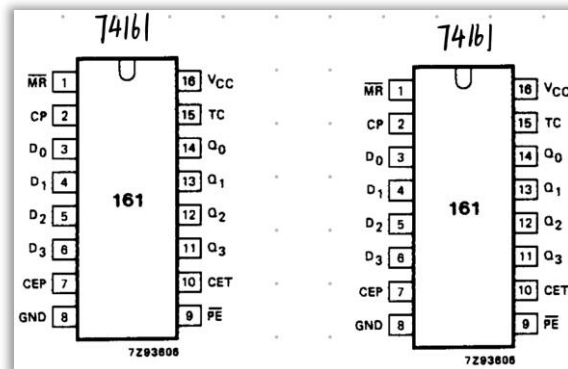 74161
MR 1 16 VCC
CP 2 15 TC
D0 3 14 Q0
D1 4 13 Q1
D2 5 161 12 Q2
D3 6 11 Q3
CEP 7 10 CET
GND 8 9 PE
7Z93606
74161
MR 1 16 VCC
CP 2 15 TC
D0 3 14 Q0
D1 4 13 Q1
D2 5 161 12 Q2
D3 6 11 Q3
CEP 7 10 CET
GND 8 9 PE
7Z93606